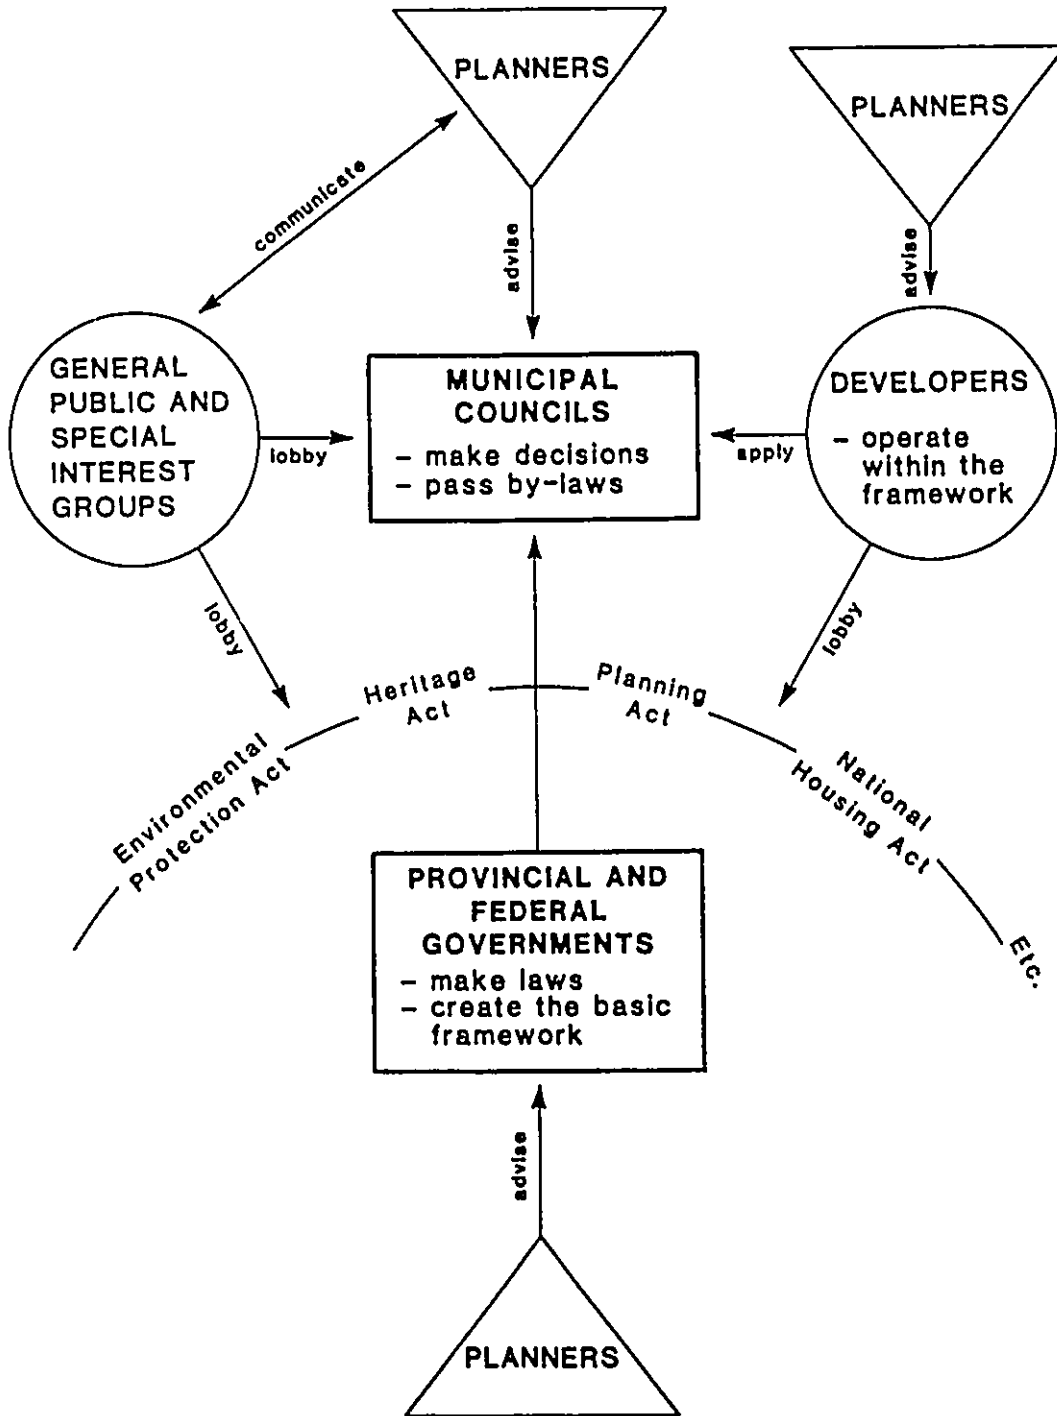 PLANNERS
PLANNERS
communicate
advise
advise
GENERAL
PUBLIC AND
SPECIAL
INTEREST
GROUPS
lobby
MUNICIPAL
COUNCILS
– make decisions
– pass by-laws
apply
DEVELOPERS
– operate
within the
framework
lobby
lobby
Environmental
Protection Act
Heritage
Act
Planning
Act
National
Housing Act
Etc.
PROVINCIAL AND
FEDERAL
GOVERNMENTS
– make laws
– create the basic
framework
advise
PLANNERS